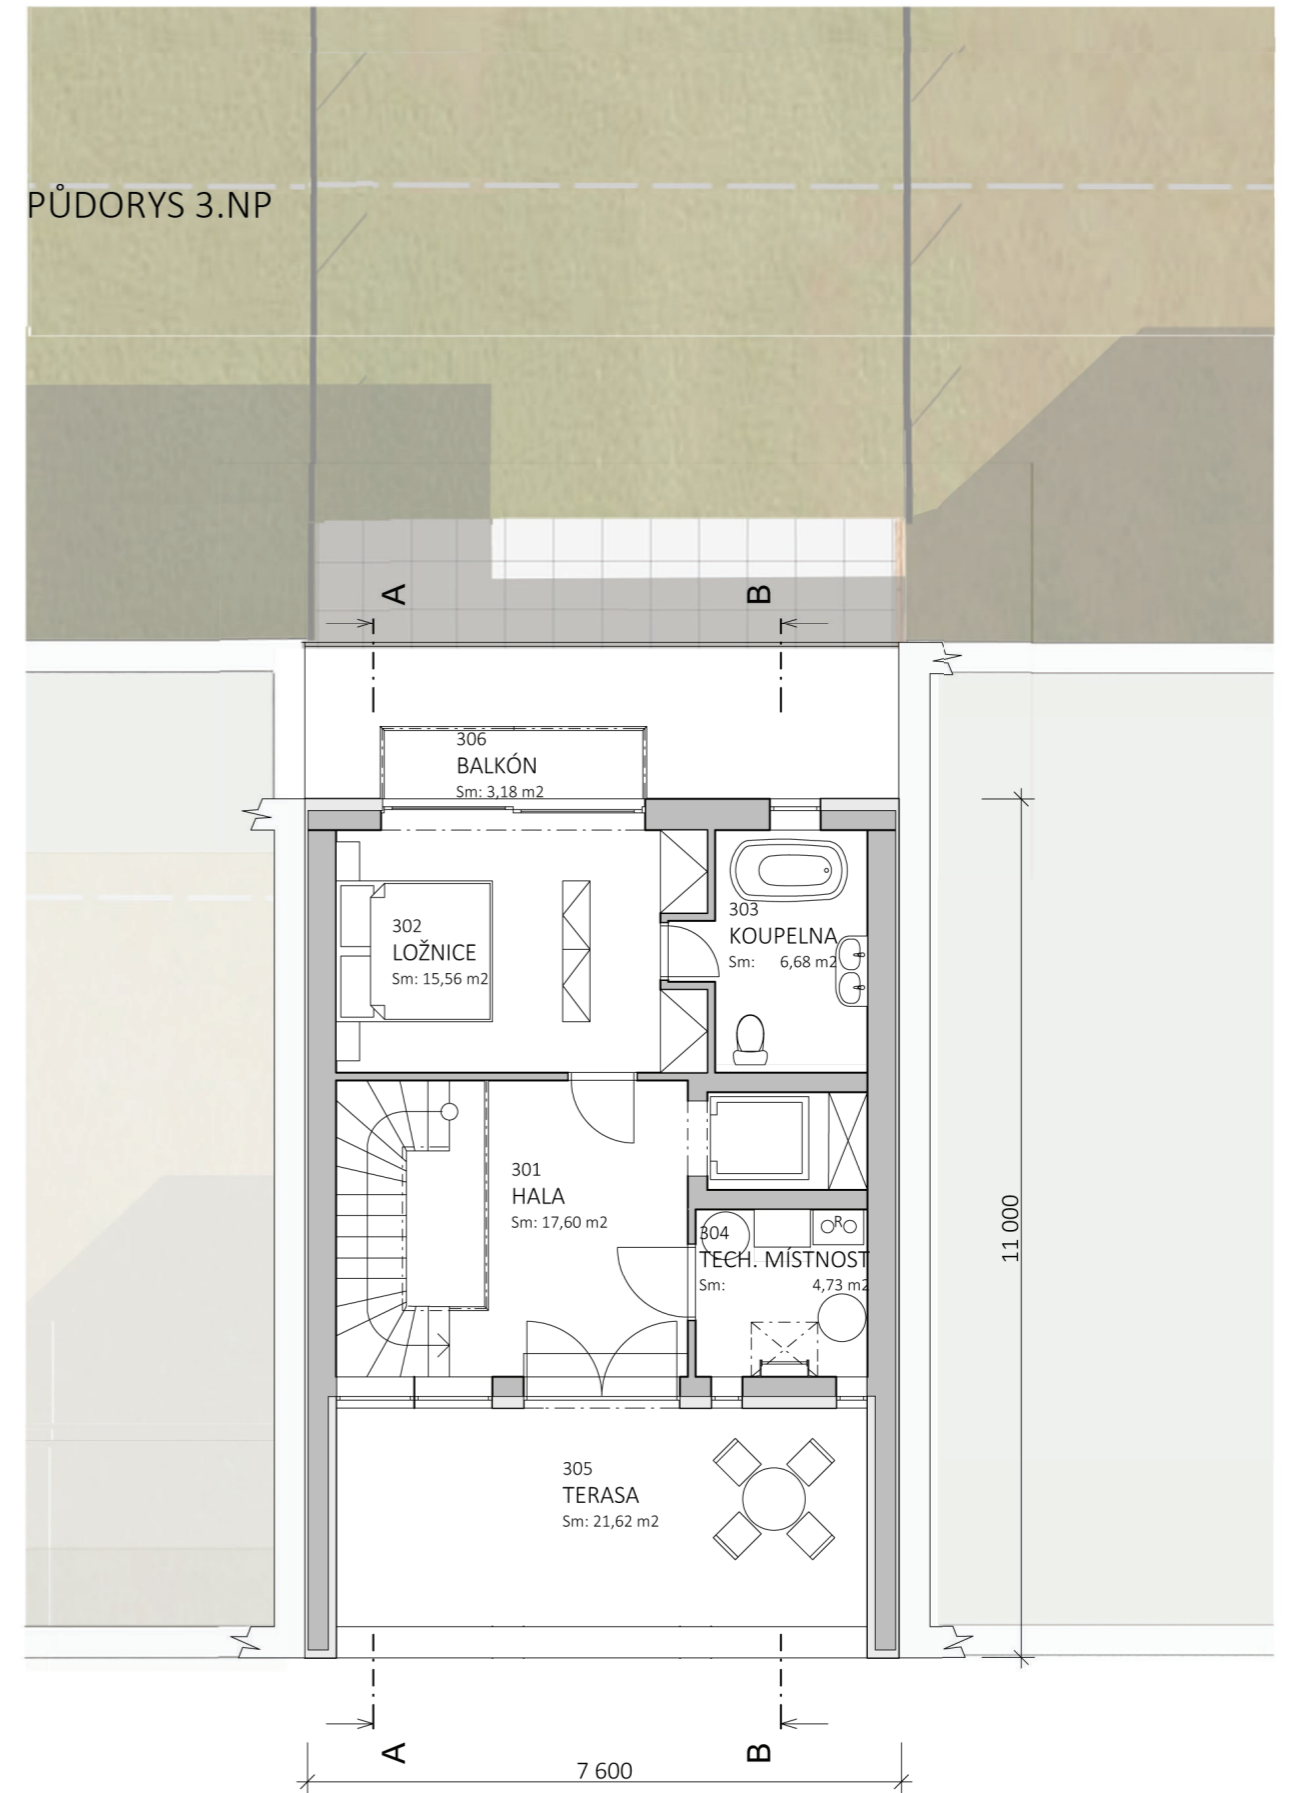 PŮDORYS 3.NP
A
B
306
BALKÓN
Sm: 3,18 m2
302
LOŽNICE
Sm: 15,56 m2
303
KOUPELNA
Sm: 6,68 m2
301
HALA
Sm: 17,60 m2
304
R
TECH. MÍSTNOST
Sm: 4,73 m2
11 000
305
TERASA
Sm: 21,62 m2
A
B
7 600